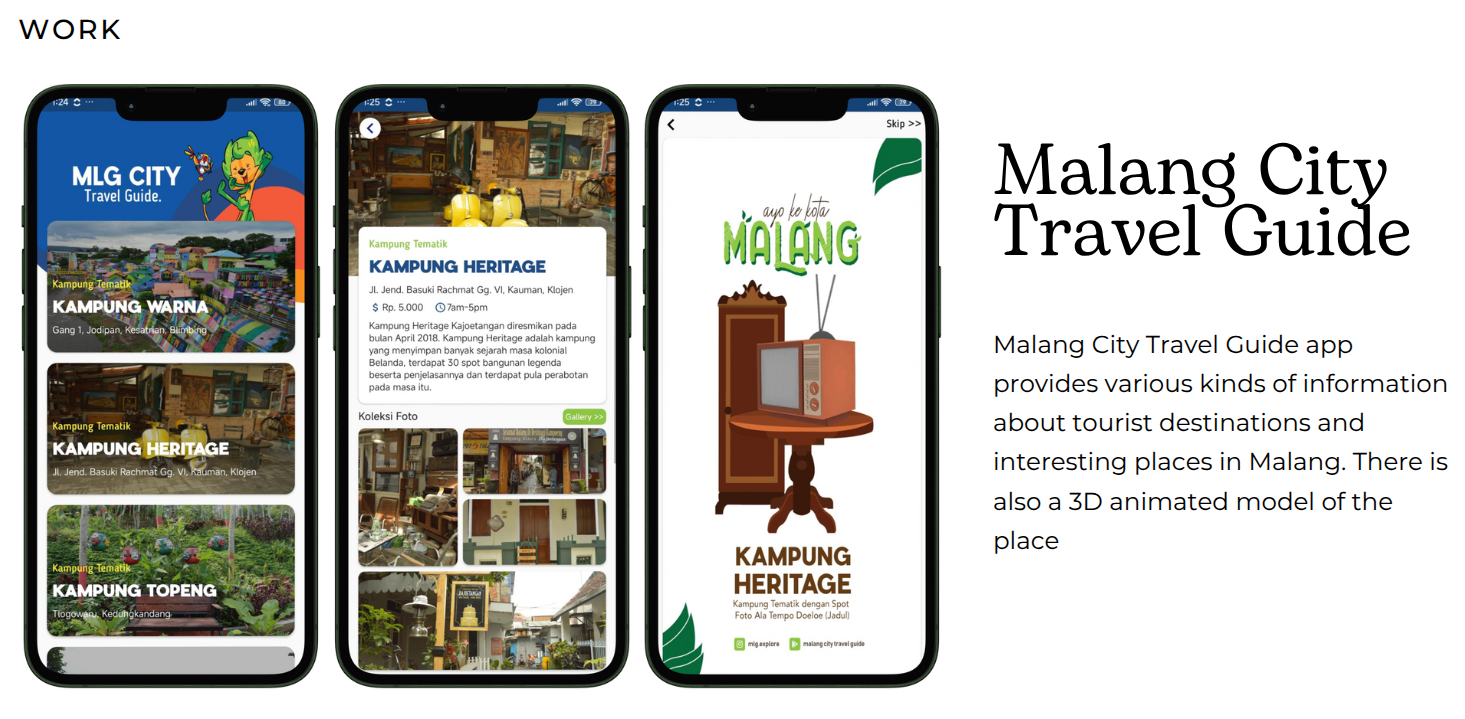 WORK
1:24
MLG CITY
Travel Guide.
Kampung Tematik
KAMPUNG WARNA
Gang 1, Jodipan, Kesatrian, Blimbing
Kampung Tematik
KAMPUNG HERITAGE
Jl. Jend. Basuki Rachmat Gg. VI, Kauman, Klojen
Kampung Tematik
KAMPUNG TOPENG
Tlogowaru, Kedungkandang
1:25
Kampung Tematik
KAMPUNG HERITAGE
Jl. Jend. Basuki Rachmat Gg. VI, Kauman, Klojen
$ Rp. 5.000 7am-5pm
Kampung Heritage Kajoetangan diresmikan pada
bulan April 2018. Kampung Heritage adalah kampung
yang menyimpan banyak sejarah masa kolonial
Belanda, terdapat 30 spot bangunan legenda
beserta penjelasannya dan terdapat pula perabotan
pada masa itu.
Koleksi Foto
Gallery >>
1:25
Skip >>
ayo ke kota
MALANG
KAMPUNG
HERITAGE
Kampung Tematik dengan Spot
Foto Ala Tempo Doeloe (Jadul)
mlg.explore malang city travel guide
Malang City
Travel Guide
Malang City Travel Guide app
provides various kinds of information
about tourist destinations and
interesting places in Malang. There is
also a 3D animated model of the
place